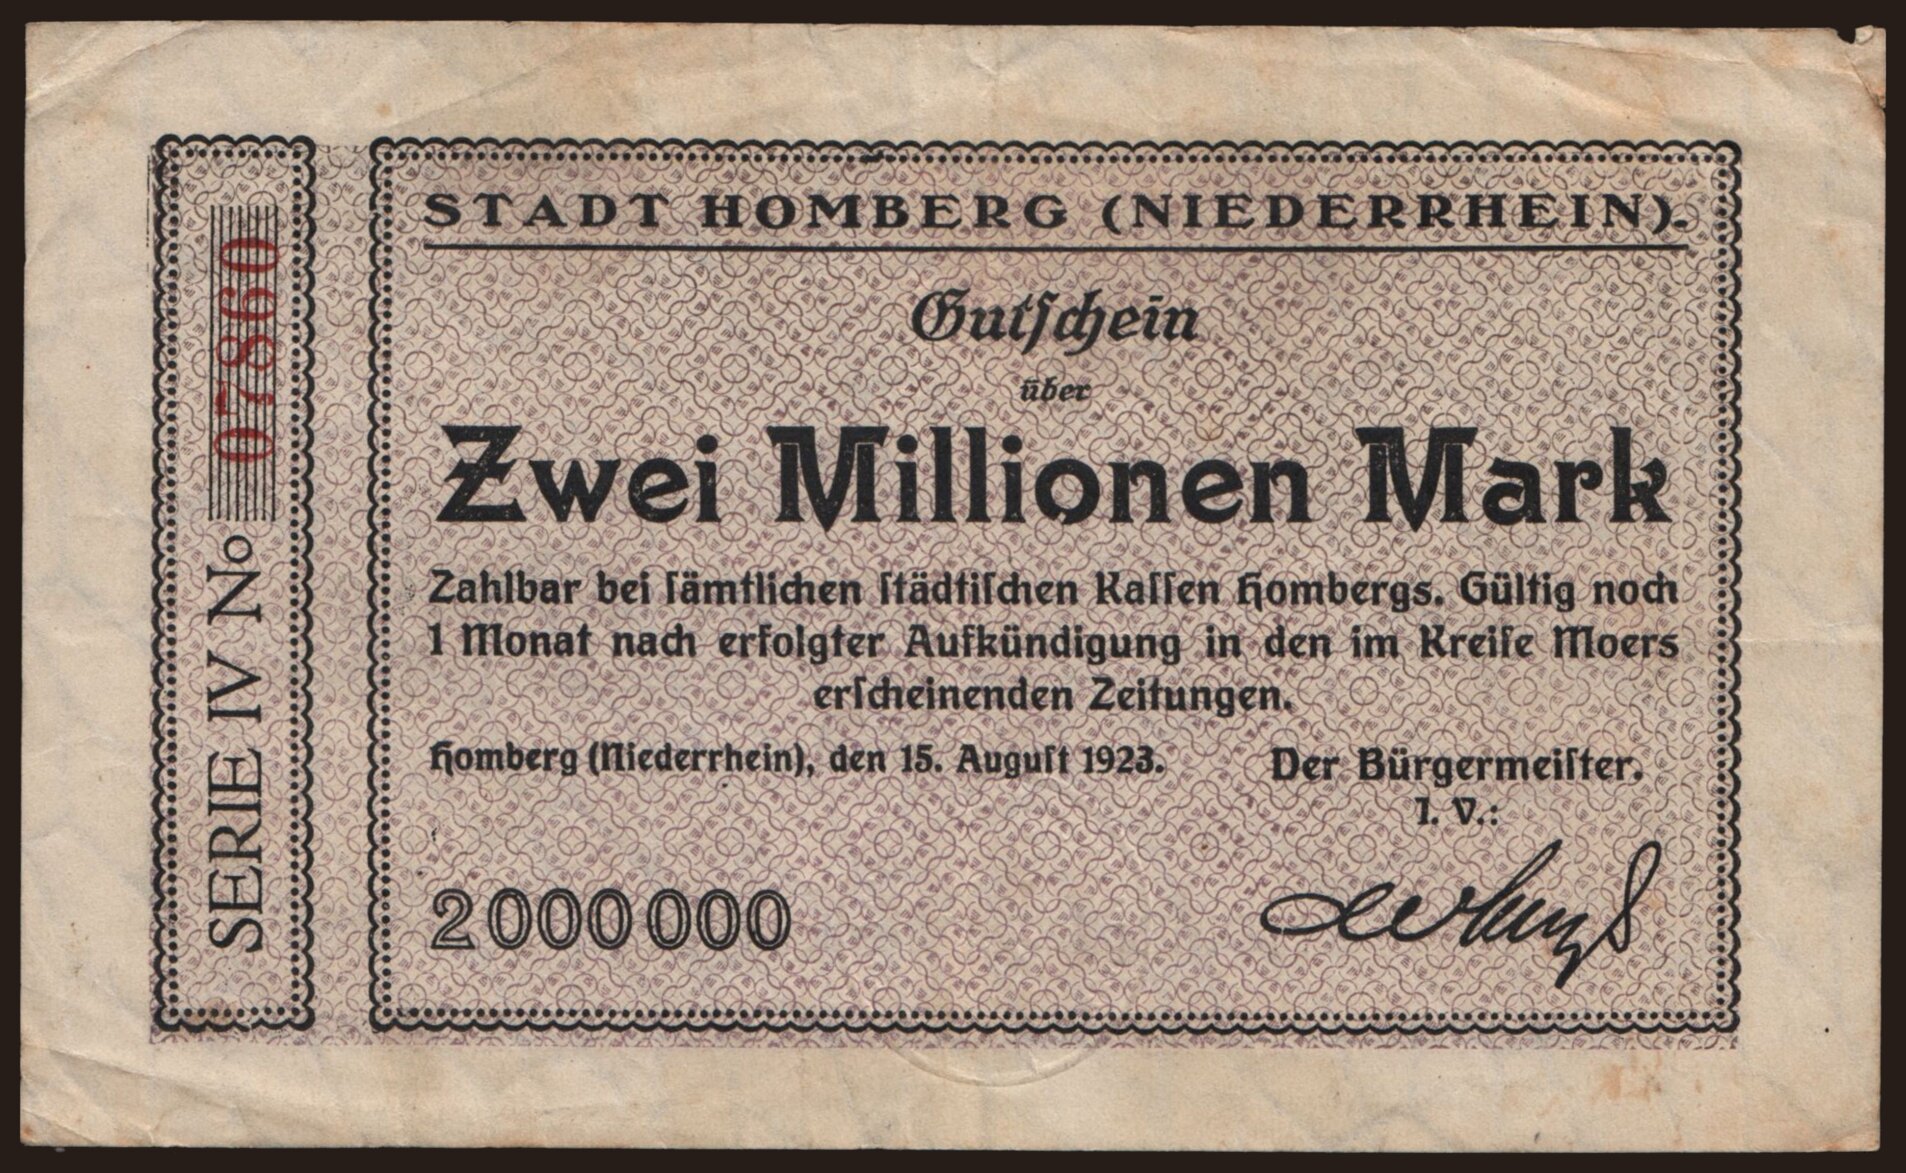 SERIE IV No 07860
STADT HOMBERG (NIEDERRHEIN).
Gutſchein
über
Zwei Millionen Mark
Zahlbar bei ſämtlichen ſtädtiſchen Kaſſen Hombergs. Gültig noch
1 Monat nach erfolgter Aufkündigung in den im Kreiſe Moers
erſcheinenden Zeitungen.
Homberg (Niederrhein), den 15. Auguſt 1923.
Der Bürgermeiſter.
I. V.:
2000000